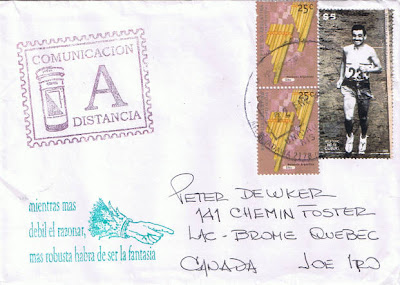 COMUNICACION
A
DISTANCIA
25c
25c
$5
mientras mas
debil el razonar,
mas robusta habra de ser la fantasia
PETER DEWKER
141 CHEMIN FOSTER
LAC-BROME QUEBEC
CANADA JOE 1R0